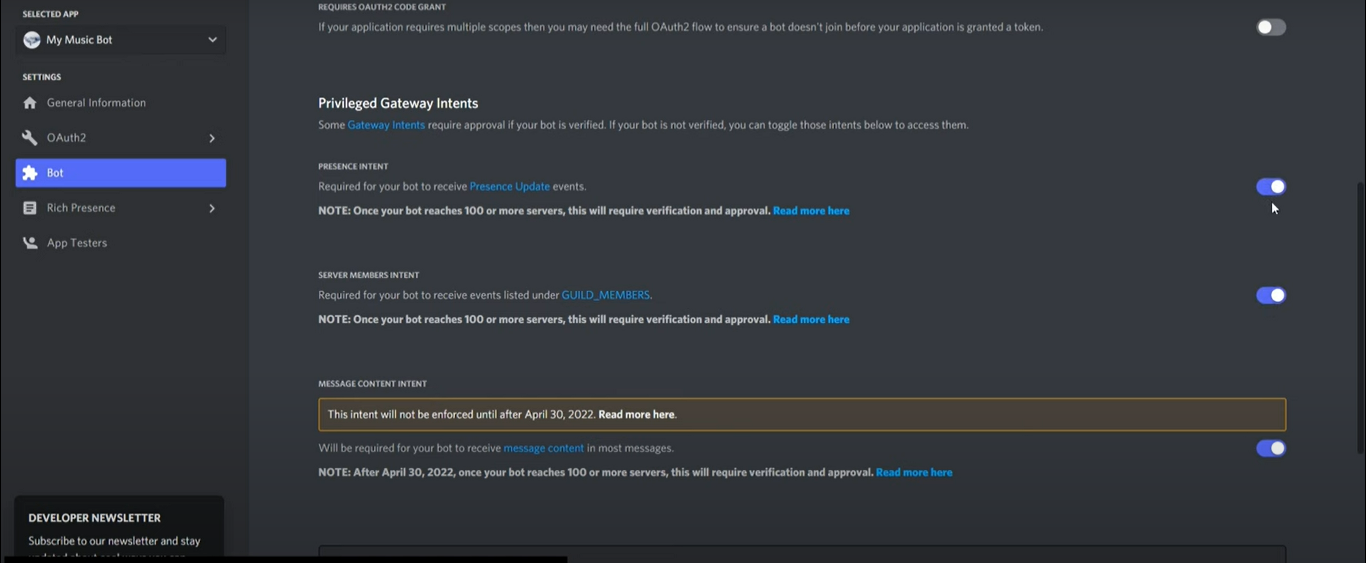 SELECTED APP
My Music Bot
SETTINGS
General Information
OAuth2
Bot
Rich Presence
App Testers
DEVELOPER NEWSLETTER
Subscribe to our newsletter and stay
REQUIRES OAUTH2 CODE GRANT
If your application requires multiple scopes then you may need the full OAuth2 flow to ensure a bot doesn't join before your application is granted a token.
Privileged Gateway Intents
Some Gateway Intents require approval if your bot is verified. If your bot is not verified, you can toggle those intents below to access them.
PRESENCE INTENT
Required for your bot to receive Presence Update events.
NOTE: Once your bot reaches 100 or more servers, this will require verification and approval. Read more here
SERVER MEMBERS INTENT
Required for your bot to receive events listed under GUILD_MEMBERS.
NOTE: Once your bot reaches 100 or more servers, this will require verification and approval. Read more here
MESSAGE CONTENT INTENT
This intent will not be enforced until after April 30, 2022. Read more here.
Will be required for your bot to receive message content in most messages.
NOTE: After April 30, 2022, once your bot reaches 100 or more servers, this will require verification and approval. Read more here